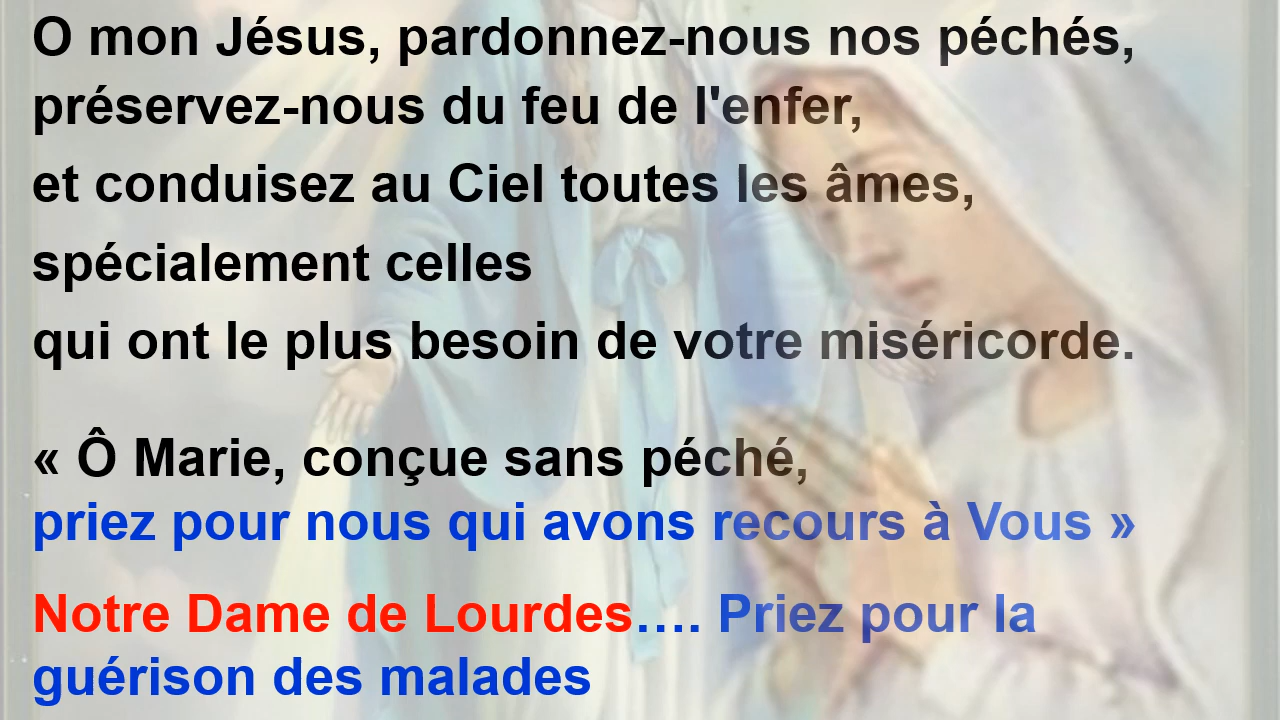 O mon Jésus, pardonnez-nous nos péchés,
préservez-nous du feu de l'enfer,
et conduisez au Ciel toutes les âmes,
spécialement celles
qui ont le plus besoin de votre miséricorde.
« Ô Marie, conçue sans péché,
priez pour nous qui avons recours à Vous »
Notre Dame de Lourdes…. Priez pour la
guérison des malades